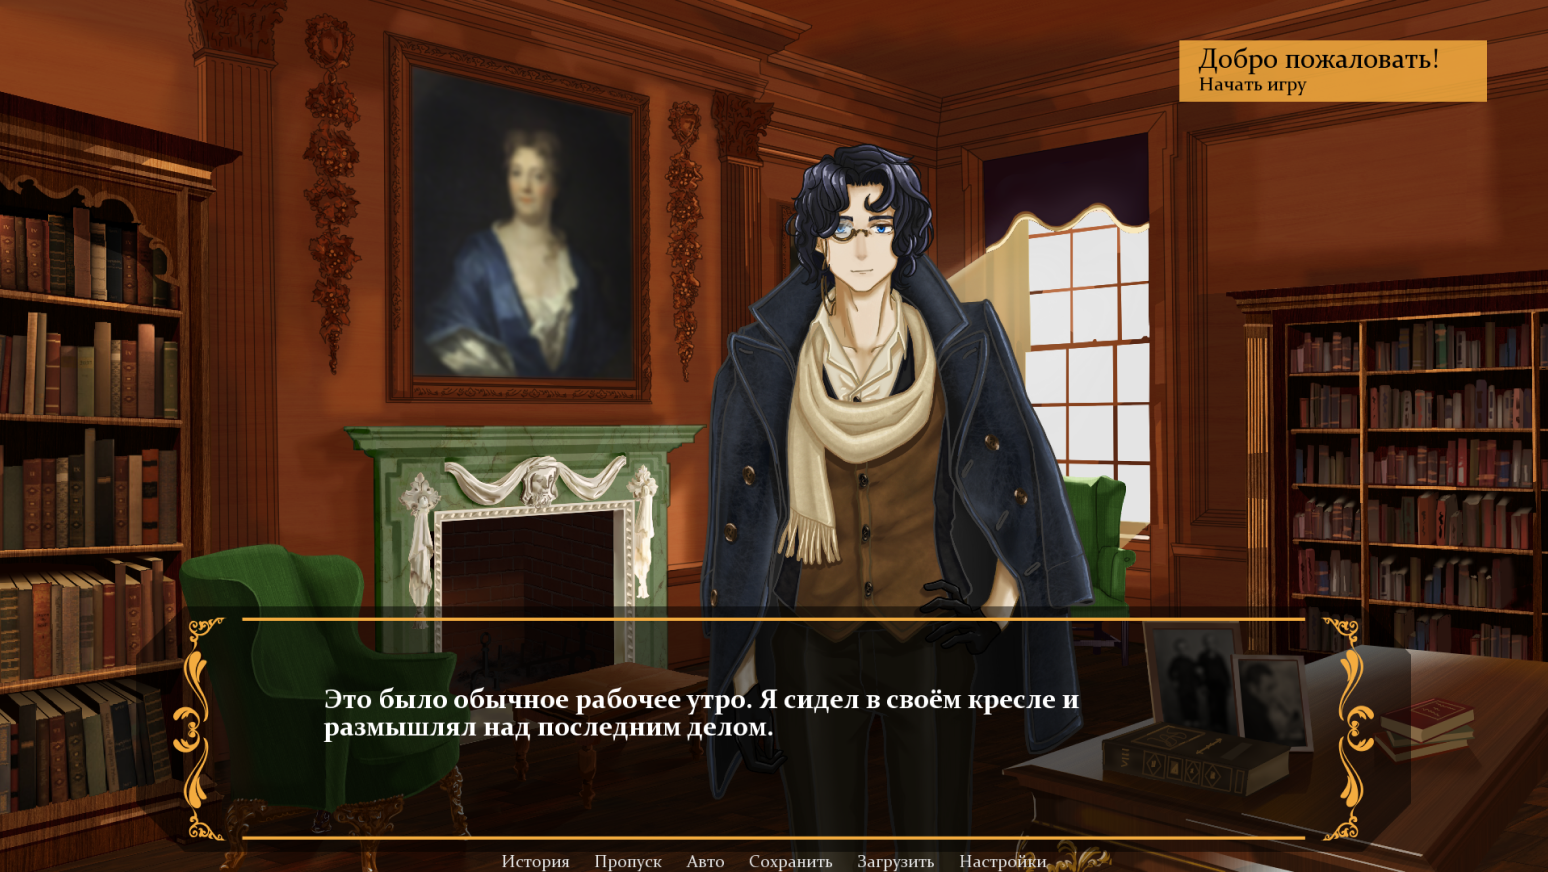 Добро пожаловать!
Начать игру
Это было обычное рабочее утро. Я сидел в своём кресле и
размышлял над последним делом.
История Пропуск Авто Сохранить Загрузить Настройки